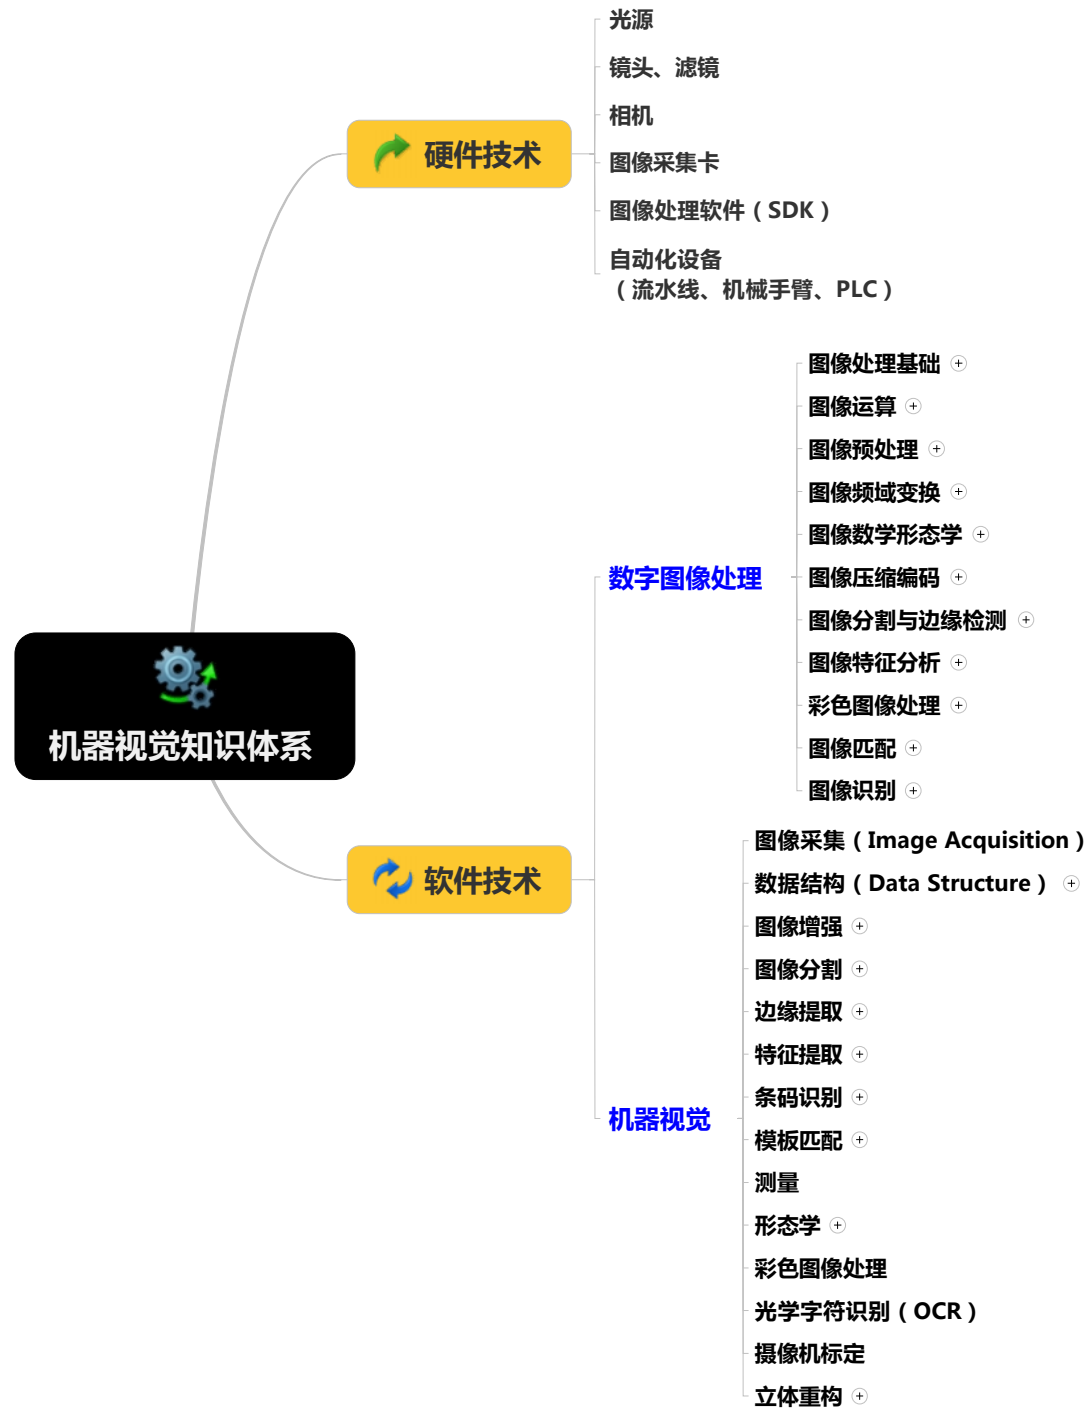 光源
镜头、滤镜
相机
硬件技术
图像采集卡
图像处理软件（SDK）
自动化设备
（流水线、机械手臂、PLC）
图像处理基础
图像运算
图像预处理
图像频域变换
图像数学形态学
数字图像处理
图像压缩编码
图像分割与边缘检测
图像特征分析
彩色图像处理
机器视觉知识体系
图像匹配
图像识别
图像采集（Image Acquisition）
软件技术
数据结构（Data Structure）
图像增强
图像分割
边缘提取
特征提取
条码识别
机器视觉
模板匹配
测量
形态学
彩色图像处理
光学字符识别（OCR）
摄像机标定
立体重构